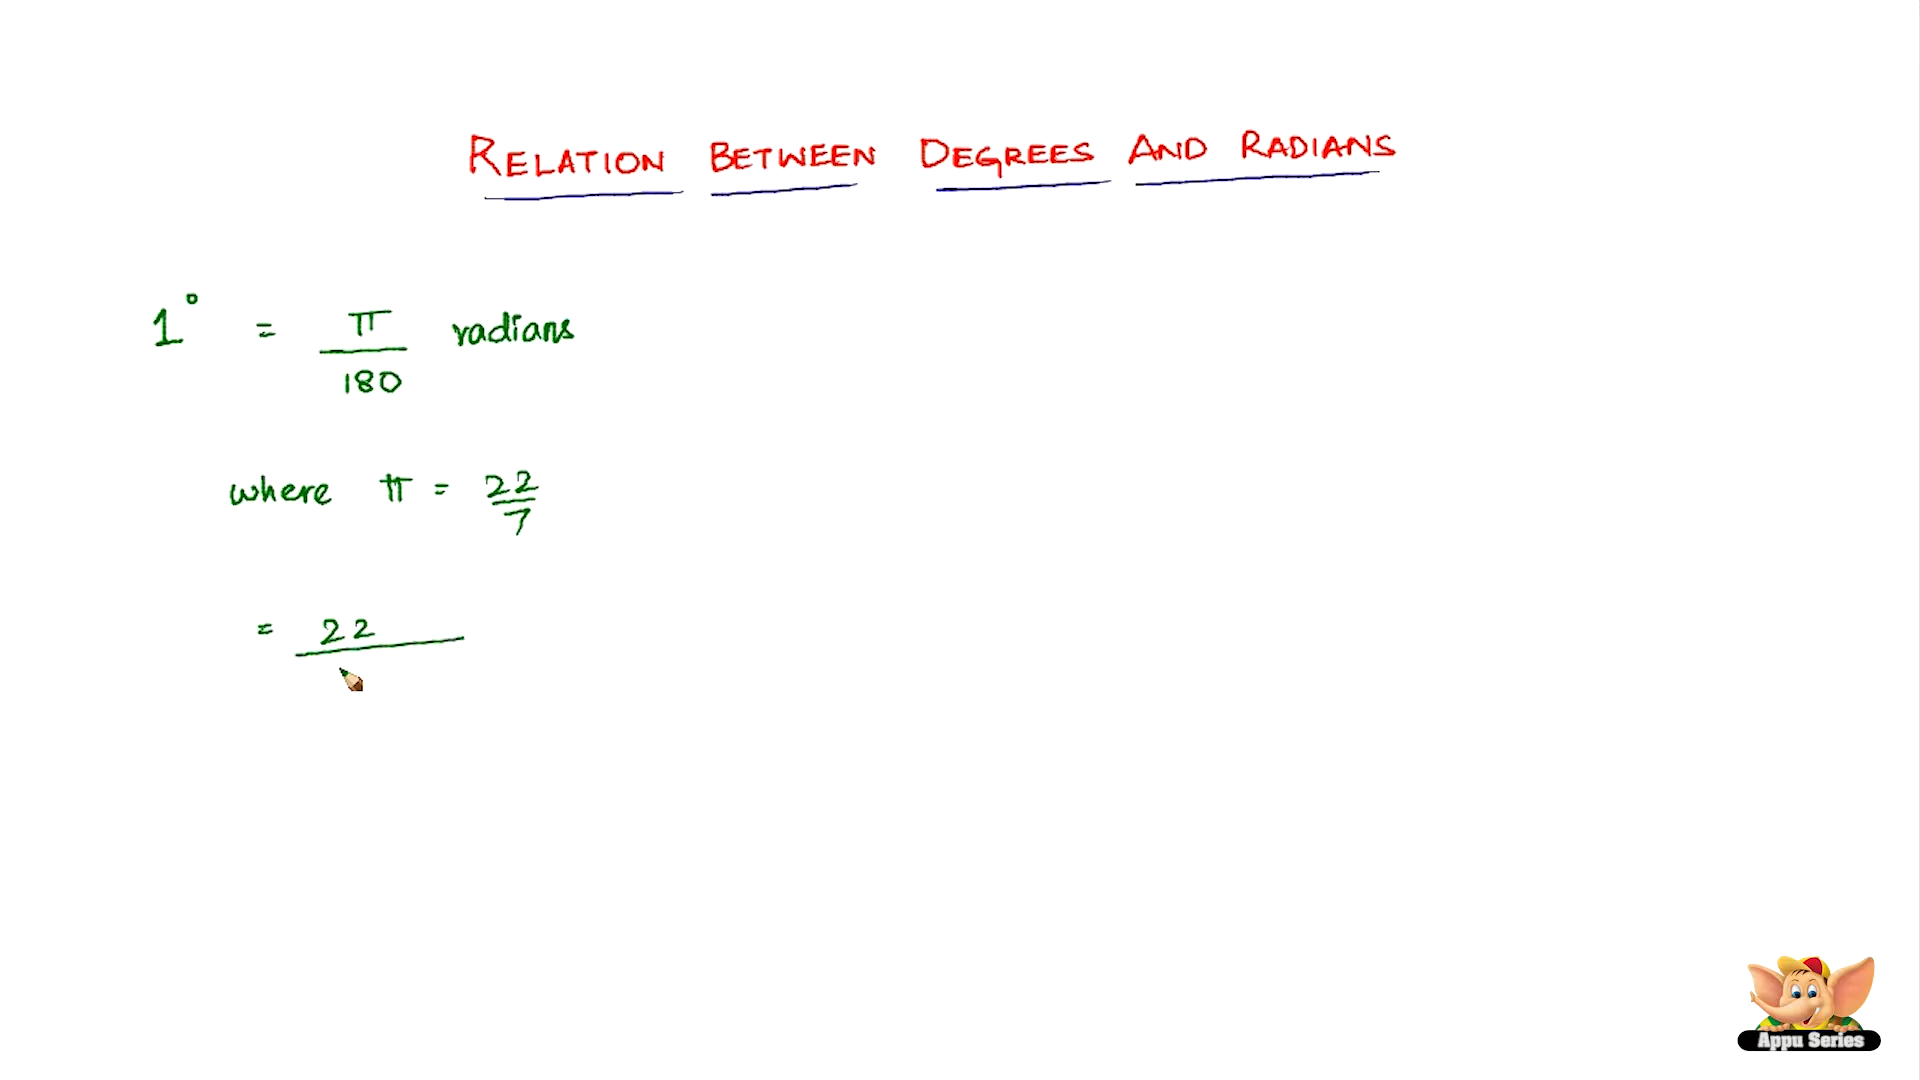 RELATION BETWEEN DEGREES AND RADIANS
1° = π/180 radians
where π = 22/7
= 22
Appu Series